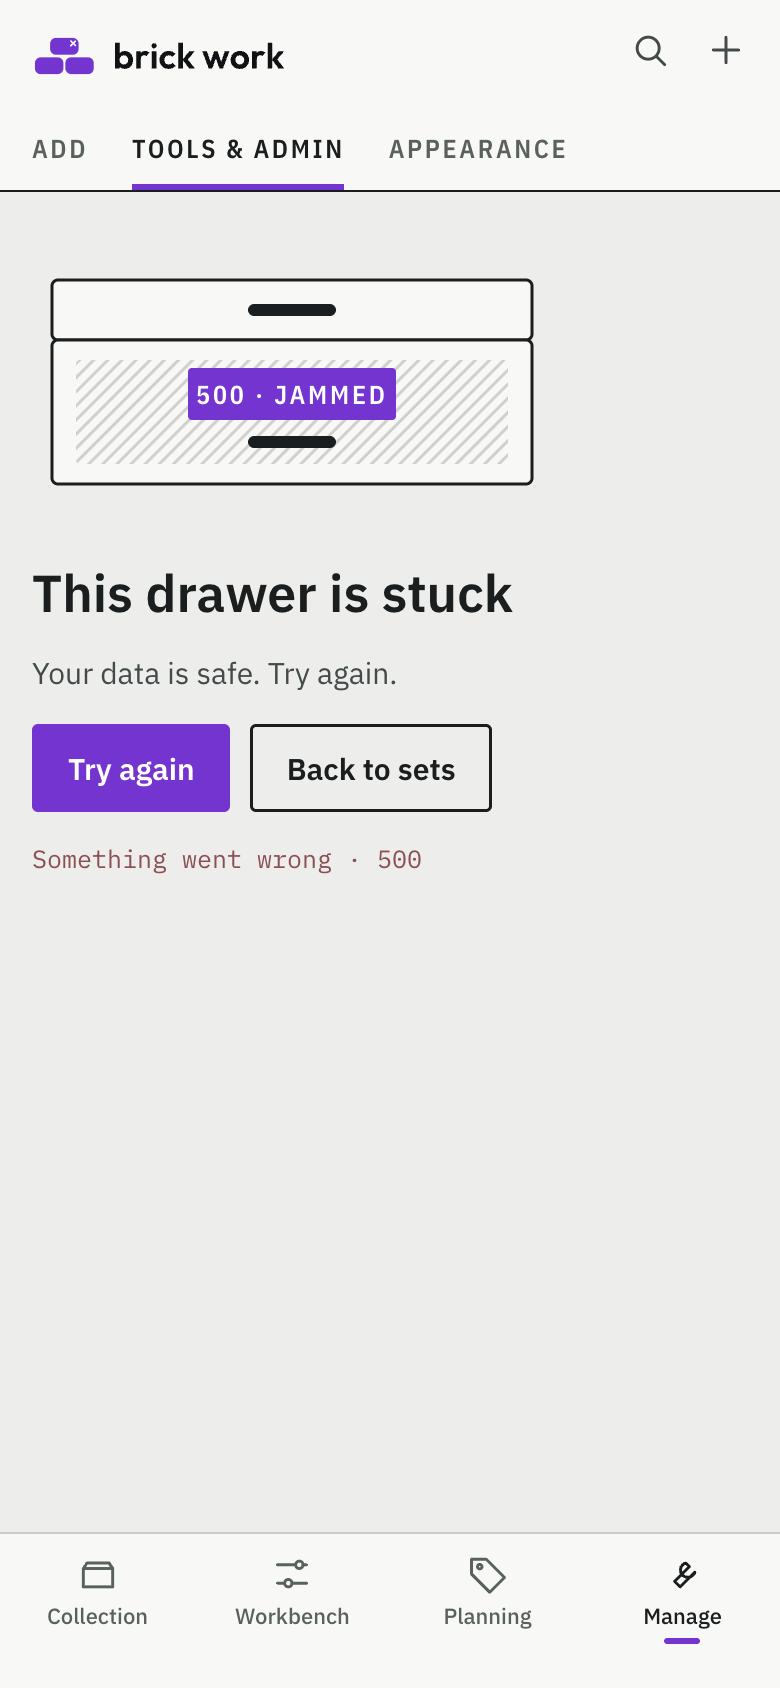 brick work
ADD TOOLS & ADMIN APPEARANCE
500 · JAMMED
This drawer is stuck
Your data is safe. Try again.
Try again Back to sets
Something went wrong · 500
Collection Workbench Planning Manage